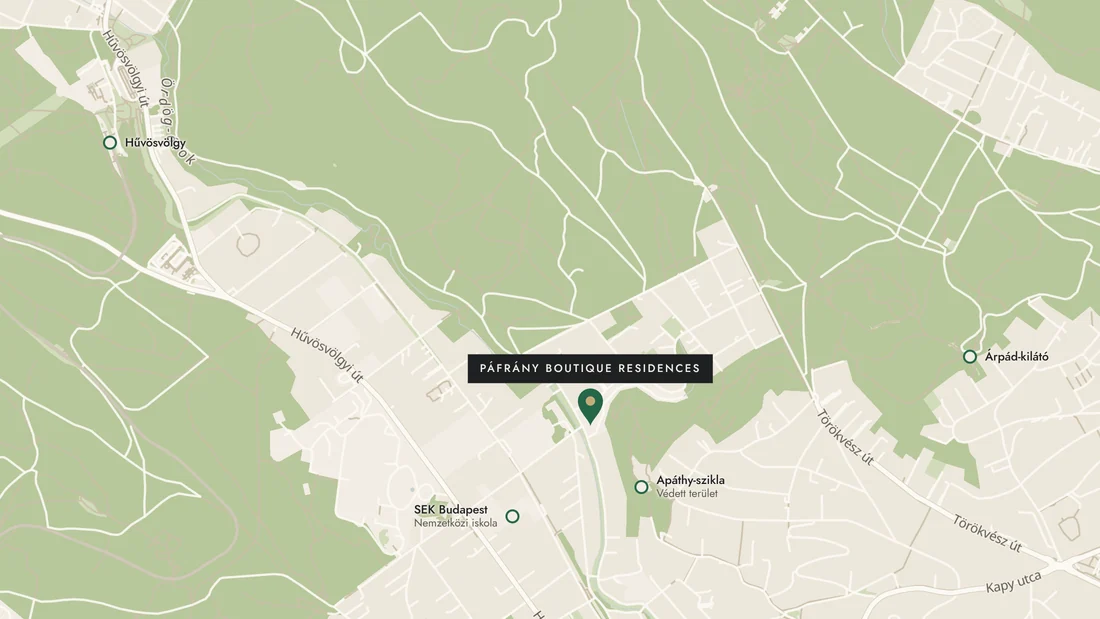 Hűvösvölgyi út
Ördög-árok
Hűvösvölgy
Hűvösvölgyi út
PÁFRÁNY BOUTIQUE RESIDENCES
Árpád-kilátó
Törökvész út
Apáthy-szikla
Védett terület
SEK Budapest
Nemzetközi iskola
Törökvész út
Kapy utca
H